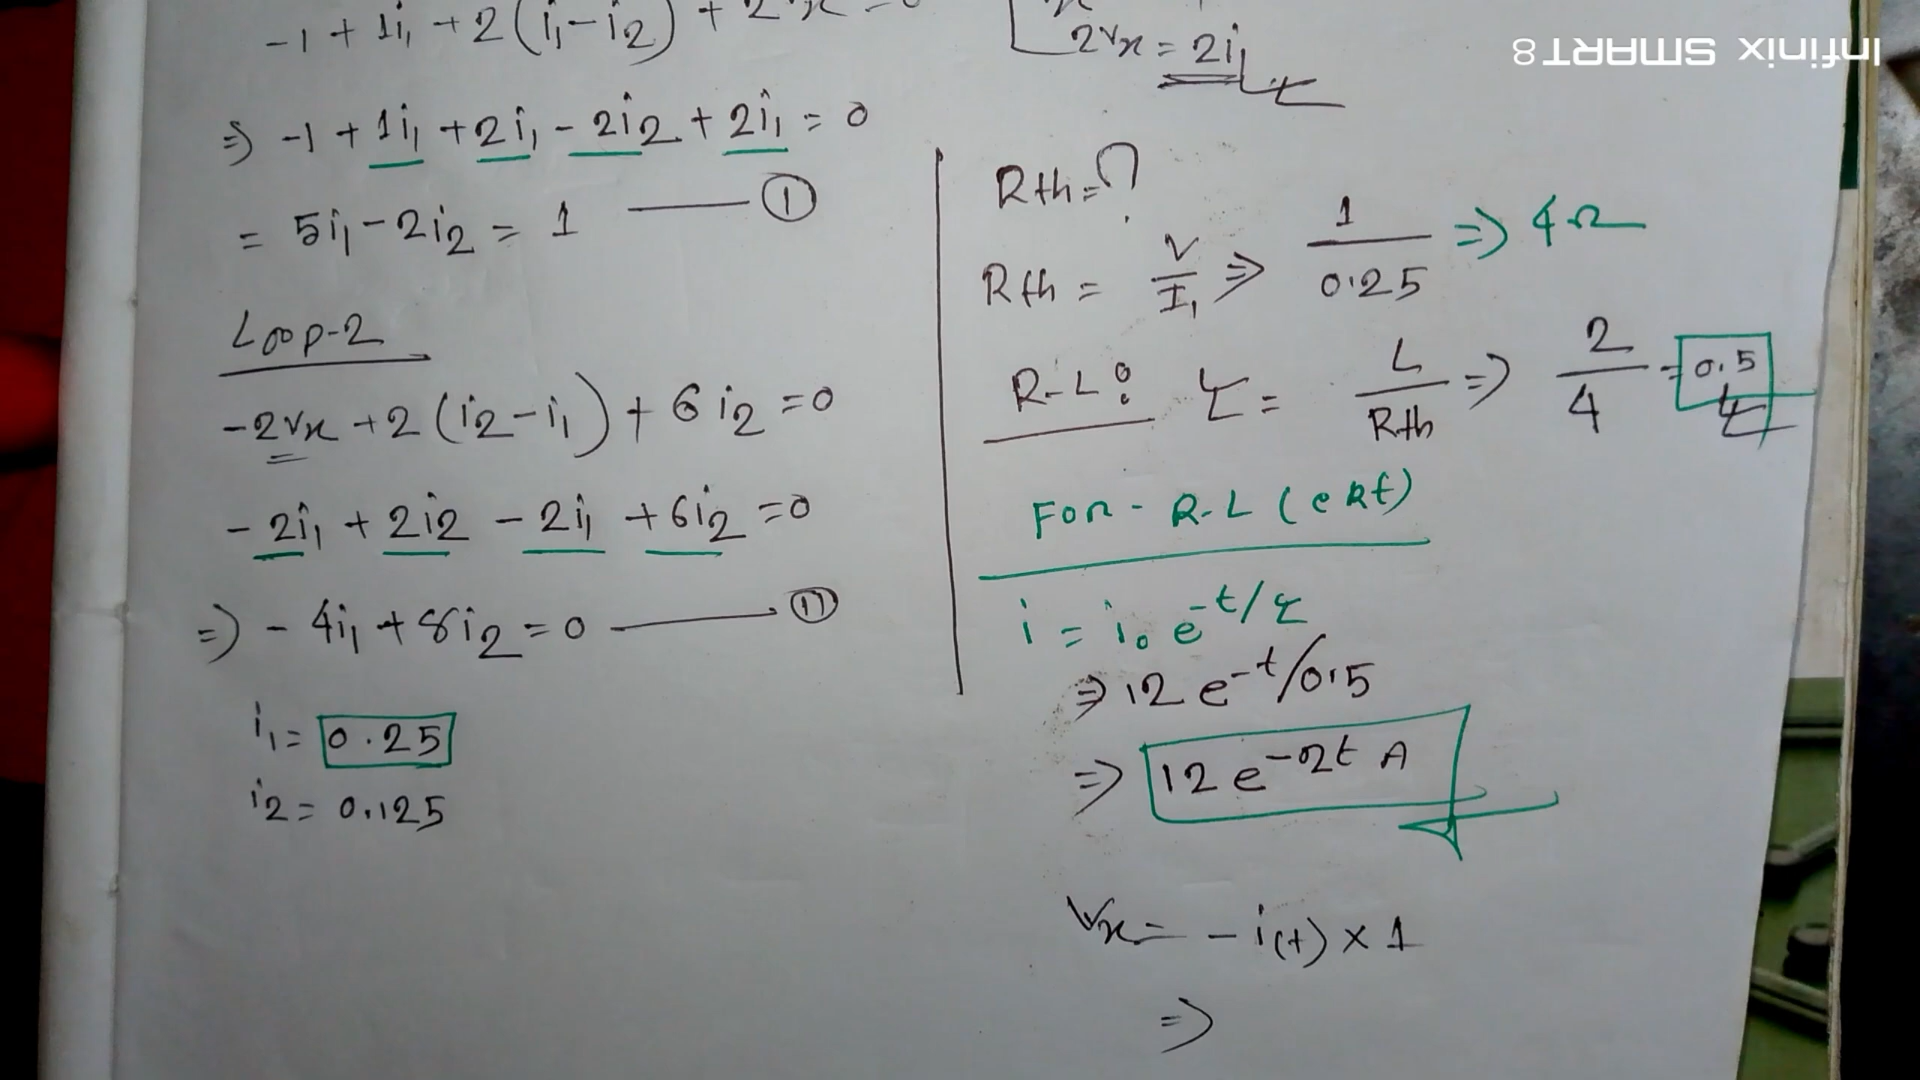 -1 + 1i₁ + 2(i₁-i₂) +
⇒ -1 + 1i₁ + 2i₁ - 2i₂ + 2i₁ = 0
= 5i₁ - 2i₂ = 1 —— ①
Loop-2
-2Vx + 2(i₂-i₁) + 6i₂ = 0
-2i₁ + 2i₂ - 2i₁ + 6i₂ = 0
⇒ -4i₁ + 8i₂ = 0 —— ⑪
i₁ = 0.25
i₂ = 0.125
2Vx = 2i₁
Rth = ?
Rth = V/I₁ ⇒ 1/0.25 ⇒ 4Ω
R-L: τ = L/Rth ⇒ 2/4 = 0.5
For - R-L (ckt)
i = i₀ e^-t/τ
⇒ 12 e^-t/0.5
⇒ 12 e^-2t A
Vx = - i(t) × 1
⇒
Infinix SMART 8